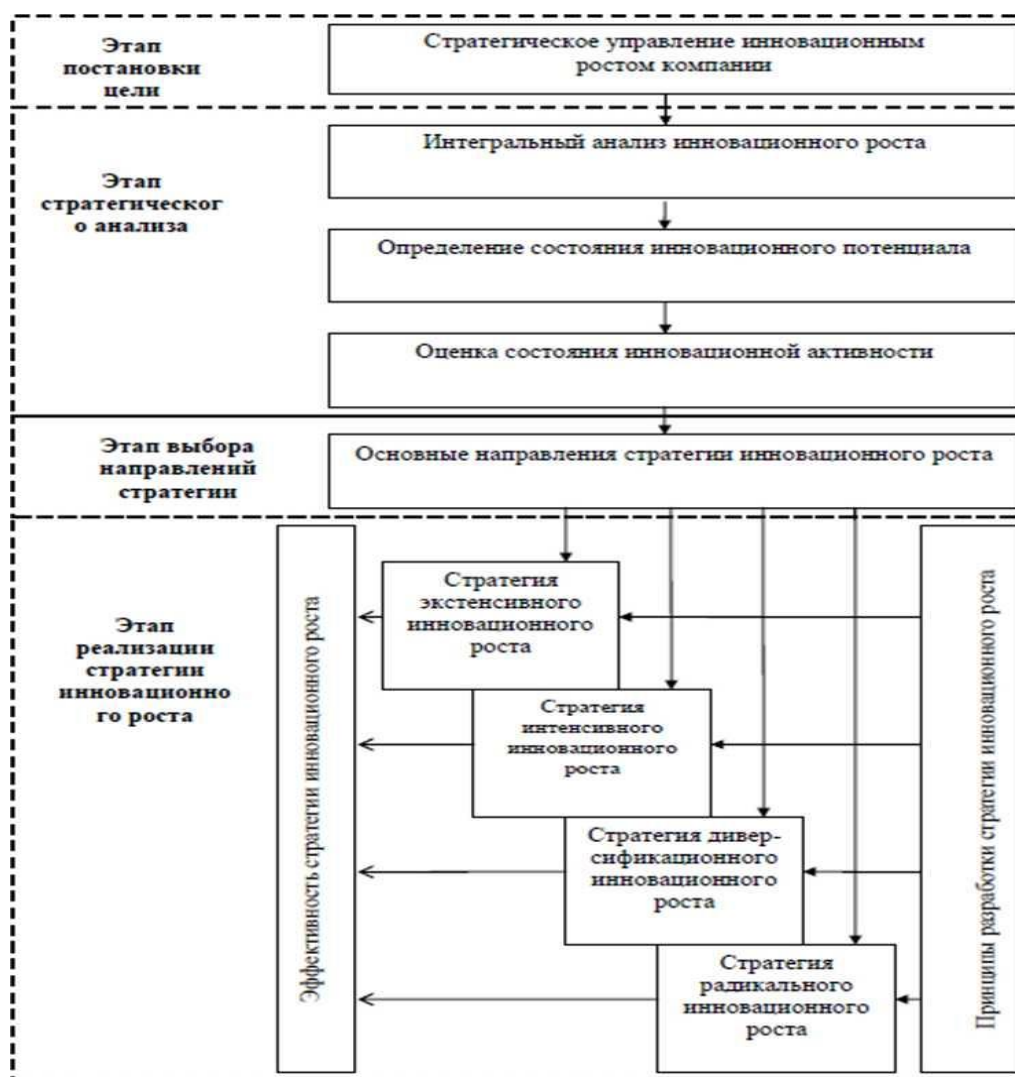 Этап
постановки
цели
Стратегическое управление инновационным
ростом компании
Этап
стратегическог
о анализа
Интегральный анализ инновационного роста
Определение состояния инновационного потенциала
Оценка состояния инновационной активности
Этап выбора
направлений
стратегии
Основные направления стратегии инновационного роста
Этап
реализации
стратегии
инновационно
го роста
Эффективность стратегии инновационного роста
Стратегия
экстенсивного
инновационного
роста
Стратегия
интенсивного
инновационного
роста
Стратегия дивер-
сификационного
инновационного
роста
Стратегия
радикального
инновационного
роста
Принципы разработки стратегии инновационного роста